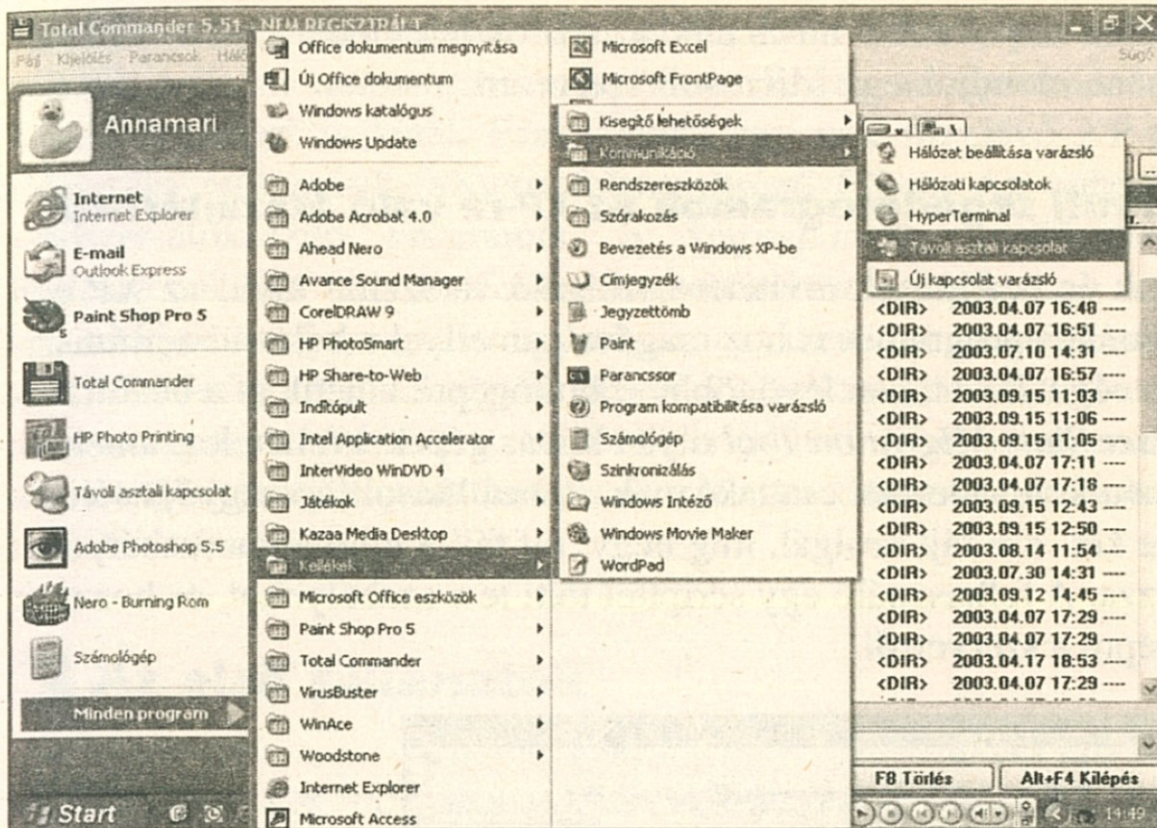 Total Commander 5.51 - NEM REGISZTRÁLT
Fájl Kijelölés Parancsok
Súgó
Annamari
Internet
Internet Explorer
E-mail
Outlook Express
Paint Shop Pro 5
Total Commander
HP Photo Printing
Távoli asztali kapcsolat
Adobe Photoshop 5.5
Nero - Burning Rom
Számológép
Minden program
Start
Office dokumentum megnyitása
Új Office dokumentum
Windows katalógus
Windows Update
Adobe
Adobe Acrobat 4.0
Ahead Nero
Avance Sound Manager
CorelDRAW 9
HP PhotoSmart
HP Share-to-Web
Indítópult
Intel Application Accelerator
InterVideo WinDVD 4
Játékok
Kazaa Media Desktop
Kellékek
Microsoft Office eszközök
Paint Shop Pro 5
Total Commander
VirusBuster
WinAce
Woodstone
Internet Explorer
Microsoft Access
Microsoft Excel
Microsoft FrontPage
Kisegítő lehetőségek
Kommunikáció
Rendszereszközök
Szórakozás
Bevezetés a Windows XP-be
Címjegyzék
Jegyzettömb
Paint
Parancssor
Program kompatibilitása varázsló
Számológép
Szinkronizálás
Windows Intéző
Windows Movie Maker
WordPad
Hálózat beállítása varázsló
Hálózati kapcsolatok
HyperTerminal
Távoli asztali kapcsolat
Új kapcsolat varázsló
<DIR> 2003.04.07 16:48 ----
<DIR> 2003.04.07 16:51 ----
<DIR> 2003.07.10 14:31 ----
<DIR> 2003.04.07 16:57 ----
<DIR> 2003.09.15 11:03 ----
<DIR> 2003.09.15 11:06 ----
<DIR> 2003.09.15 11:05 ----
<DIR> 2003.04.07 17:11 ----
<DIR> 2003.04.07 17:18 ----
<DIR> 2003.09.15 12:43 ----
<DIR> 2003.09.15 12:50 ----
<DIR> 2003.08.14 11:54 ----
<DIR> 2003.07.30 14:31 ----
<DIR> 2003.09.12 14:45 ----
<DIR> 2003.04.07 17:29 ----
<DIR> 2003.04.07 17:29 ----
<DIR> 2003.04.17 18:53 ----
<DIR> 2003.04.07 17:29 ----
F8 Törlés
Alt+F4 Kilépés
14:49